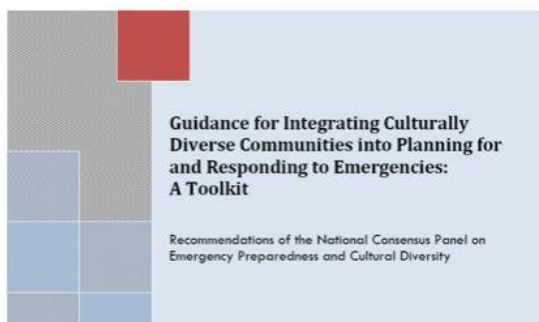 Guidance for Integrating Culturally
Diverse Communities into Planning for
and Responding to Emergencies:
A Toolkit
Recommendations of the National Consensus Panel on
Emergency Preparedness and Cultural Diversity